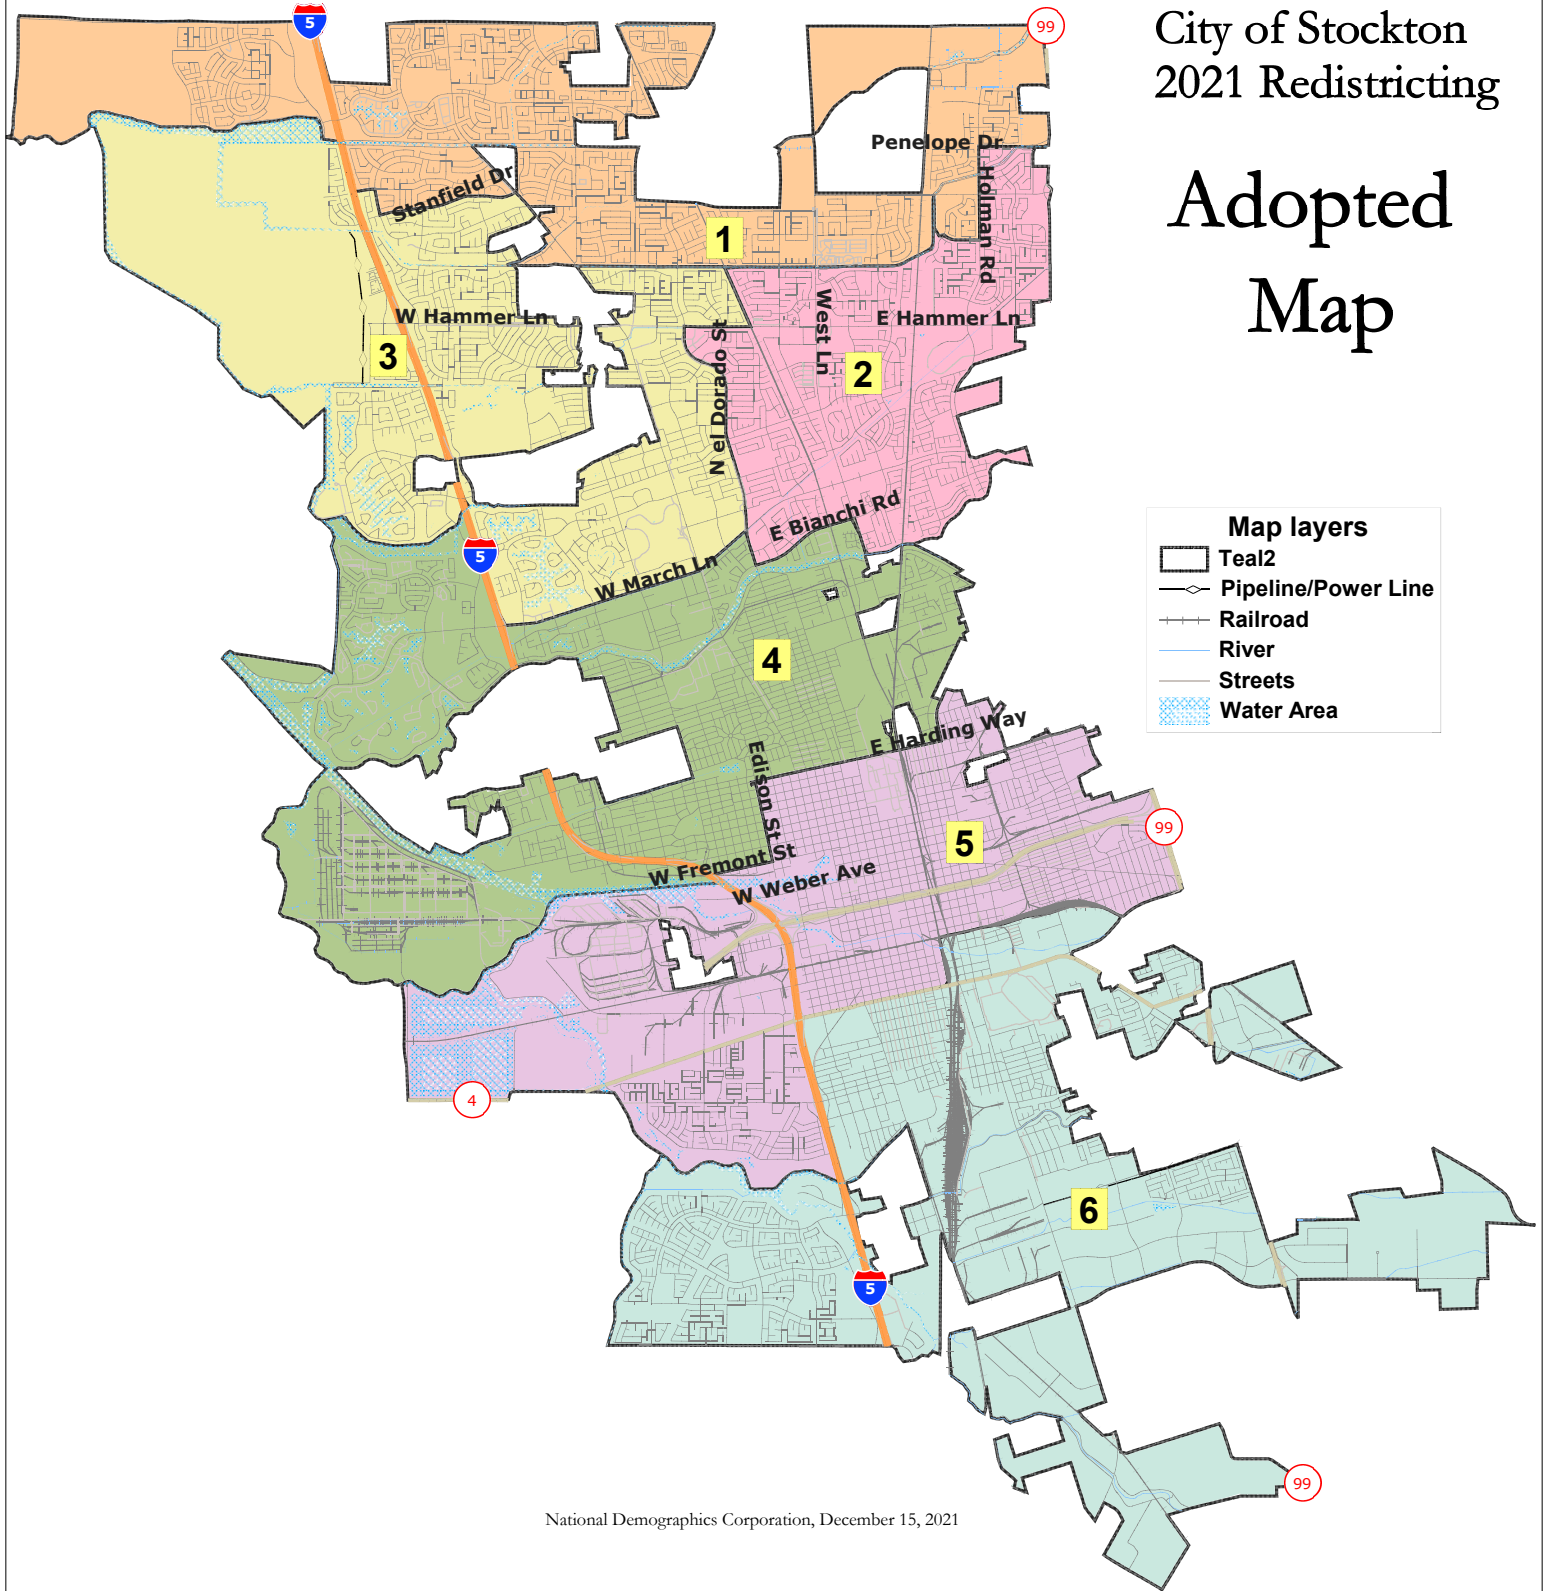 City of Stockton
2021 Redistricting
Adopted
Map
5
99
Penelope Dr
Stanfield Dr
Holman Rd
1
W Hammer Ln
West Ln
E Hammer Ln
3
N el Dorado St
2
E Bianchi Rd
5
W March Ln
Map layers
Teal2
Pipeline/Power Line
Railroad
River
Streets
Water Area
4
E Harding Way
Edison St
99
5
W Fremont St
W Weber Ave
4
6
5
99
National Demographics Corporation, December 15, 2021